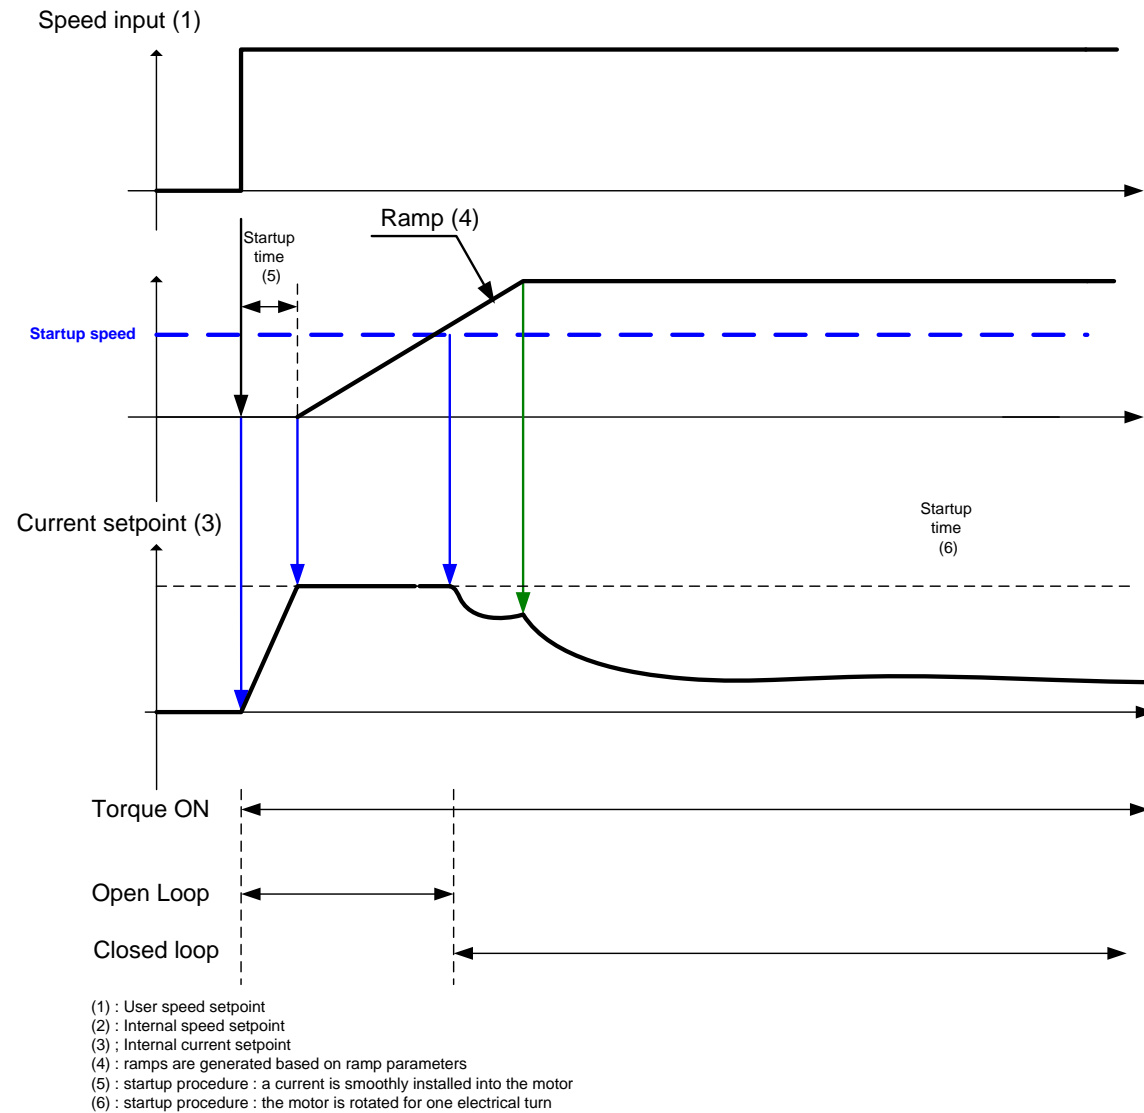 Speed input (1)
Ramp (4)
Startup
time
(5)
Startup speed
Current setpoint (3)
Startup
time
(6)
Torque ON
Open Loop
Closed loop
(1) : User speed setpoint
(2) : Internal speed setpoint
(3) ; Internal current setpoint
(4) : ramps are generated based on ramp parameters
(5) : startup procedure : a current is smoothly installed into the motor
(6) : startup procedure : the motor is rotated for one electrical turn